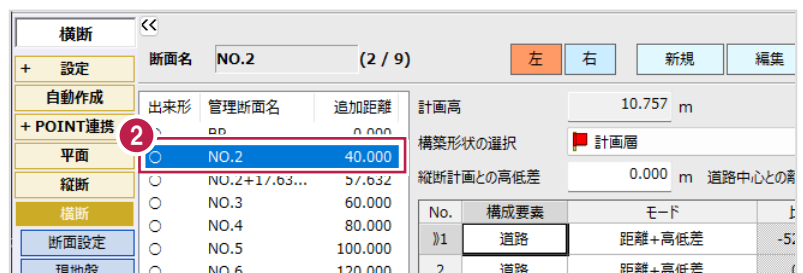 横断
断面名 NO.2 (2 / 9) 左 右 新規 編集
+ 設定
自動作成
+ POINT連携
平面
縦断
横断
断面設定
現地盤
出来形 管理断面名 追加距離
○ BP 0.000
2
○ NO.2 40.000
○ NO.2+17.63... 57.632
○ NO.3 60.000
○ NO.4 80.000
○ NO.5 100.000
○ NO.6 120.000
計画高 10.757 m
構築形状の選択 計画層
縦断計画との高低差 0.000 m 道路中心との離
No. 構成要素 モード
1 道路 距離+高低差
2 道路 距離+高低差